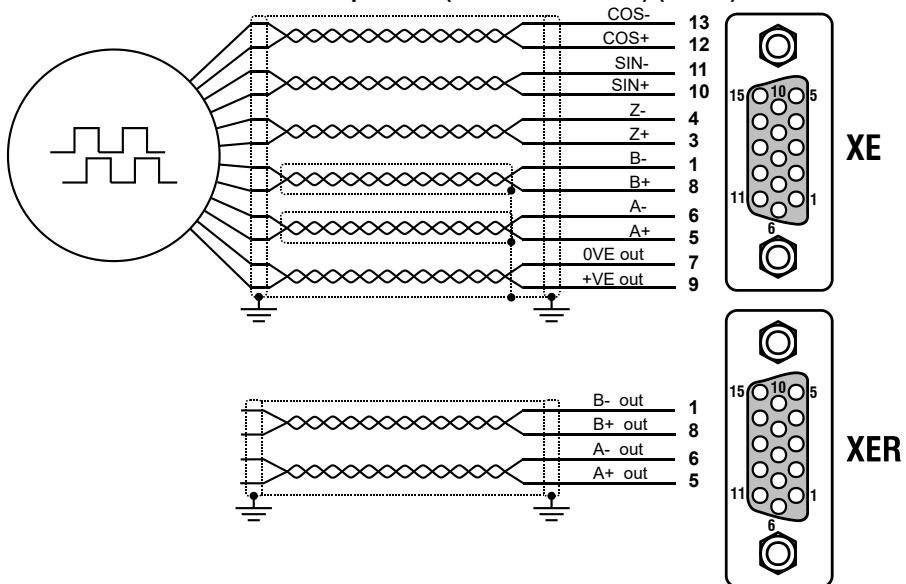 COS- 13
COS+ 12
SIN- 11
SIN+ 10
Z- 4
Z+ 3
B- 1
B+ 8
A- 6
A+ 5
0VE out 7
+VE out 9
15 10 5
11 1
6
XE
B- out 1
B+ out 8
A- out 6
A+ out 5
15 10 5
11 1
6
XER